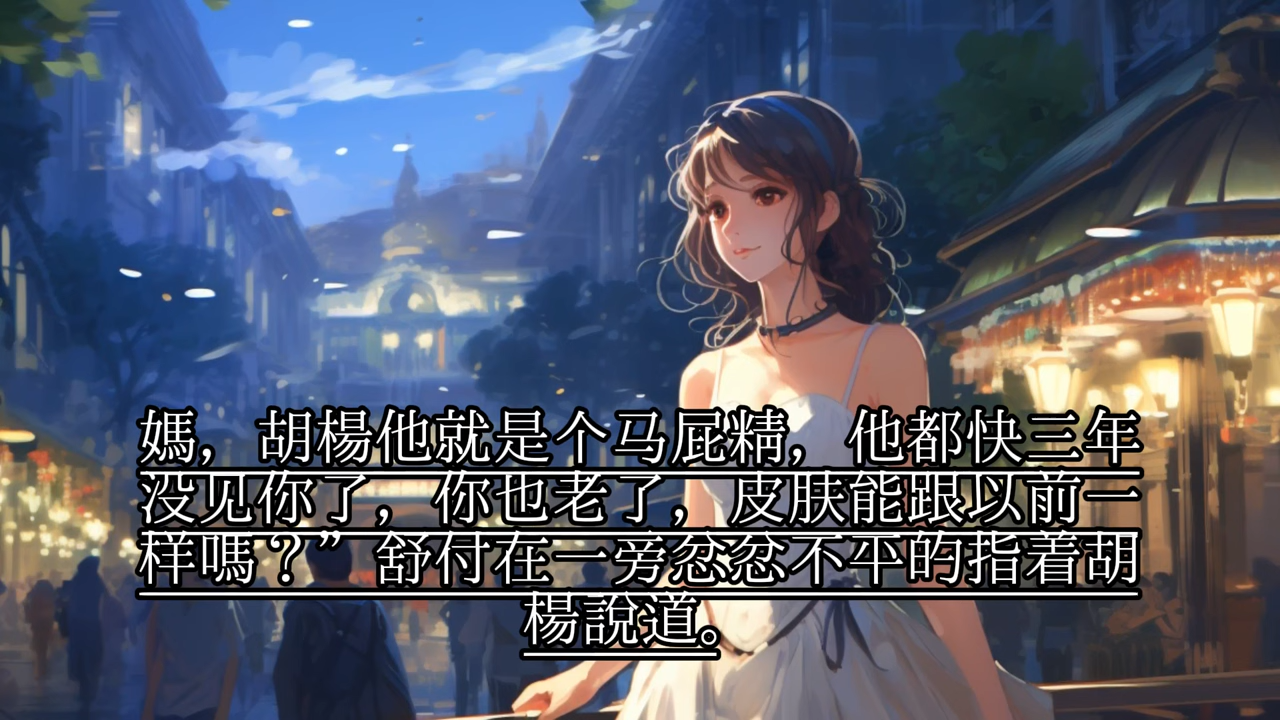 媽，胡楊他就是个马屁精，他都快三年
没见你了，你也老了，皮肤能跟以前一
样嗎？”舒付在一旁忿忿不平的指着胡
楊說道。